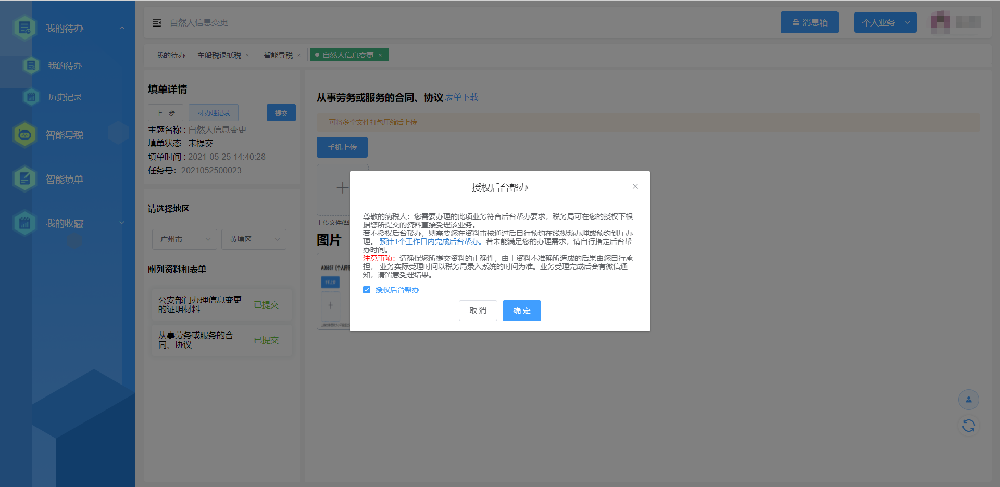 我的待办
我的待办
历史记录
智能导税
智能填单
我的收藏
自然人信息变更
消息箱
个人业务
我的待办
车船税退抵税 ×
智能导税 ×
自然人信息变更 ×
填单详情
上一步
办理记录
提交
主题名称 : 自然人信息变更
填单状态 : 未提交
填单时间 : 2021-05-25 14:40:28
任务号： 2021052500023
请选择地区
广州市
黄埔区
附列资料和表单
公安部门办理信息变更
的证明材料
已提交
从事劳务或服务的合
同、协议
已提交
从事劳务或服务的合同、协议 表单下载
可将多个文件打包压缩后上传
手机上传
上传文件/图
图片
手机上传
授权后台帮办
尊敬的纳税人：您需要办理的此项业务符合后台帮办要求，税务局可在您的授权下根
据您所提交的资料直接受理该业务。
若不授权后台帮办，则需要您在资料审核通过后自行预约在线视频办理或预约到厅办
理。 预计1个工作日内完成后台帮办。若未能满足您的办理需求，请自行指定后台帮
办时间。
注意事项：请确保您所提交资料的正确性，由于资料不准确所造成的后果由您自行承
担， 业务实际受理时间以税务局录入系统的时间为准。业务受理完成后会有微信通
知，请留意受理结果。
授权后台帮办
取 消
确 定